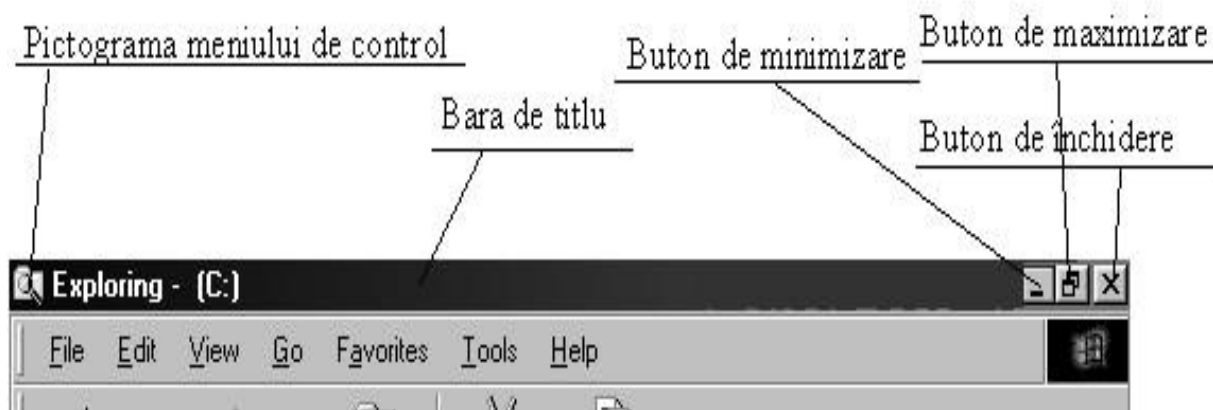 Pictograma meniului de control
Buton de minimizare
Buton de maximizare
Bara de titlu
Buton de închidere
Exploring - (C:)
File Edit View Go Favorites Tools Help